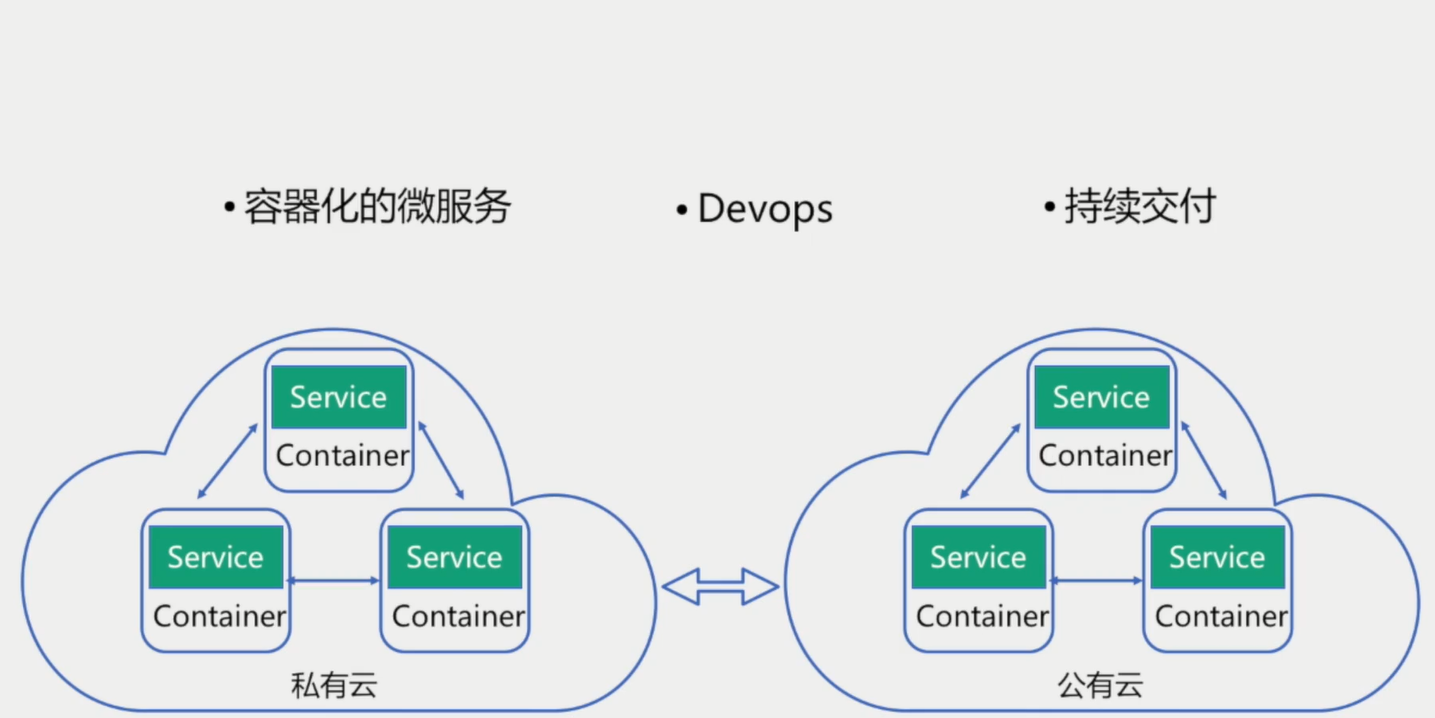 • 容器化的微服务
• Devops
• 持续交付
Service
Container
Service
Container
Service
Container
私有云
Service
Container
Service
Container
Service
Container
公有云